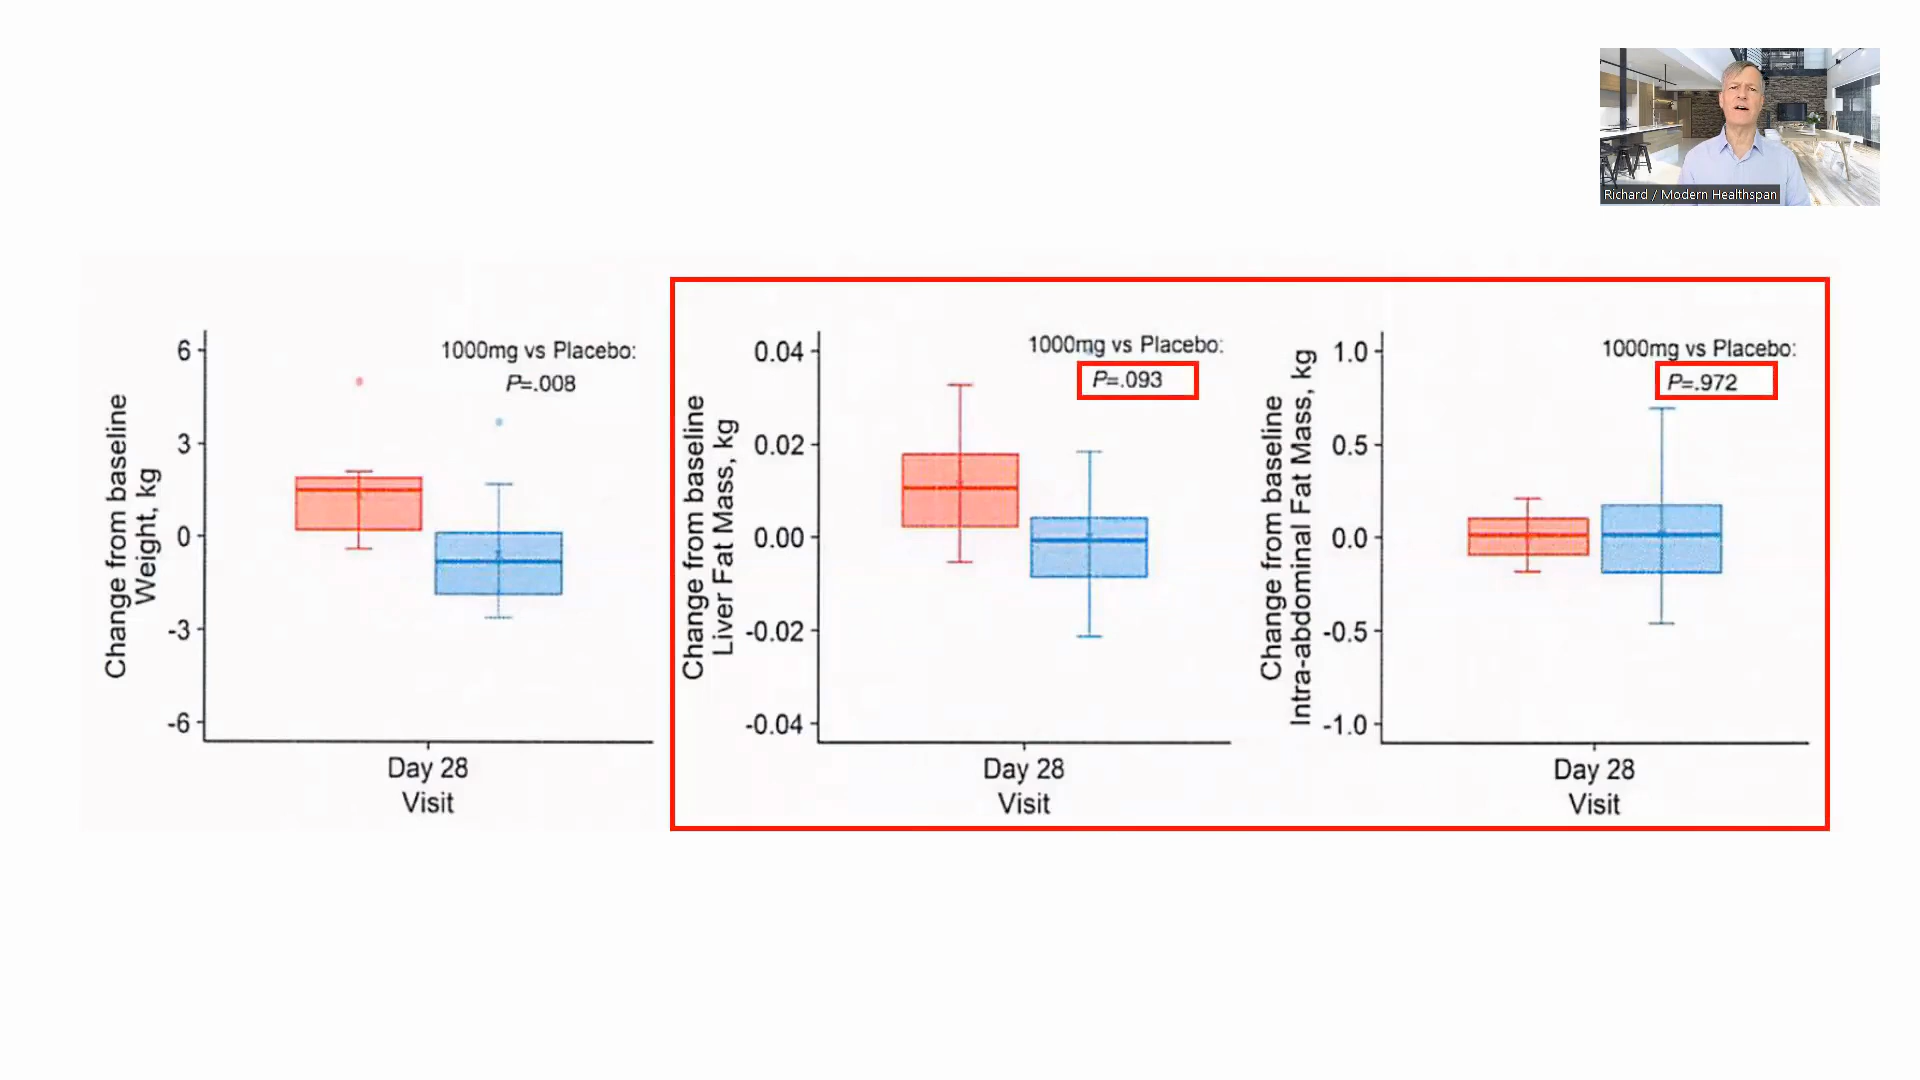 Richard / Modern Healthspan
Change from baseline
Weight, kg
6
3
0
-3
-6
1000mg vs Placebo:
P=.008
Day 28
Visit
Change from baseline
Liver Fat Mass, kg
0.04
0.02
0.00
-0.02
-0.04
1000mg vs Placebo:
P=.093
Day 28
Visit
Change from baseline
Intra-abdominal Fat Mass, kg
1.0
0.5
0.0
-0.5
-1.0
1000mg vs Placebo:
P=.972
Day 28
Visit